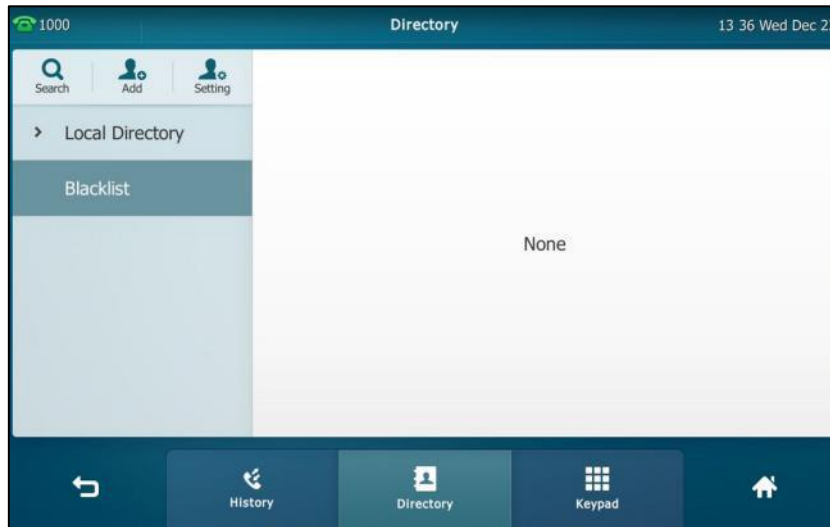 1000
Directory
13 36 Wed Dec 2
Search
Add
Setting
Local Directory
Blacklist
None
History
Directory
Keypad